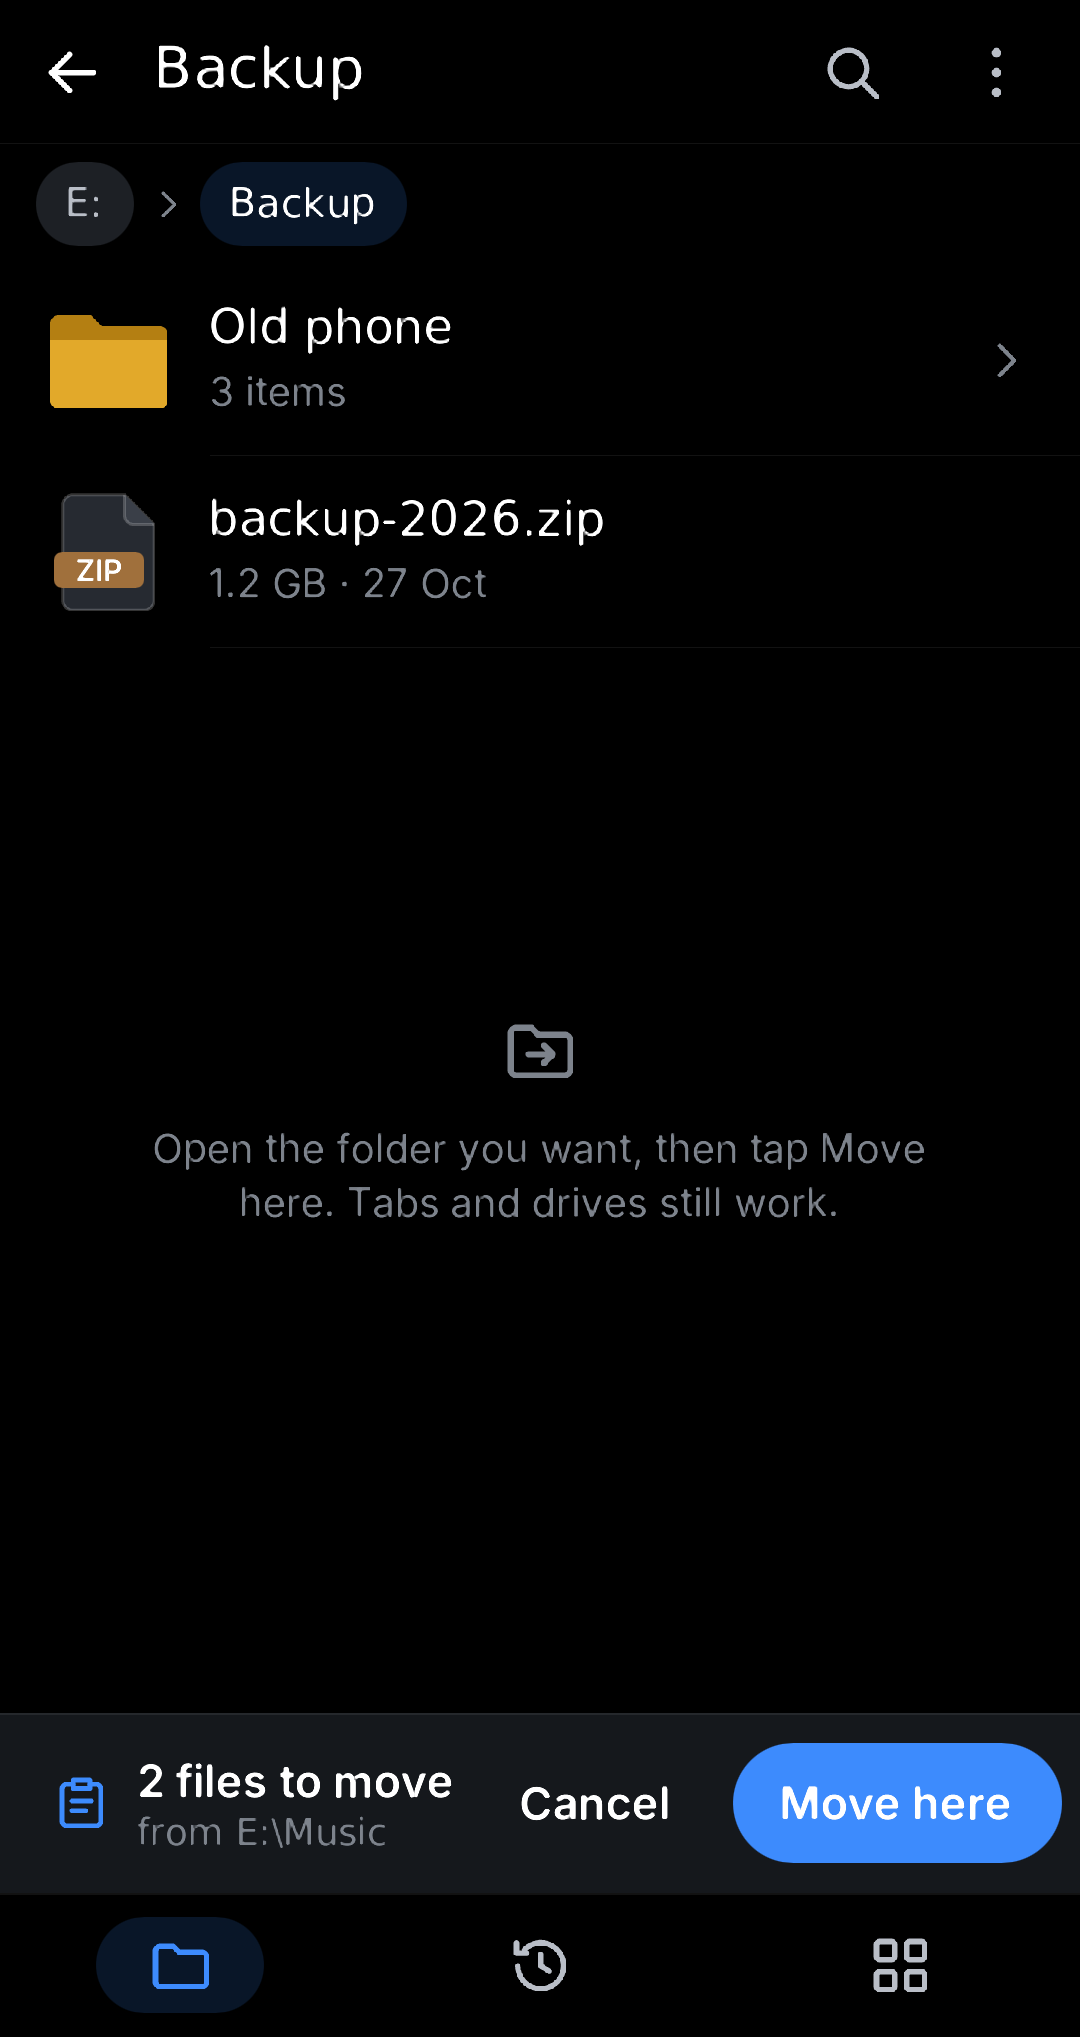 Backup
E:
Backup
Old phone
3 items
backup-2026.zip
ZIP
1.2 GB · 27 Oct
Open the folder you want, then tap Move
here. Tabs and drives still work.
2 files to move
from E:\Music
Cancel
Move here